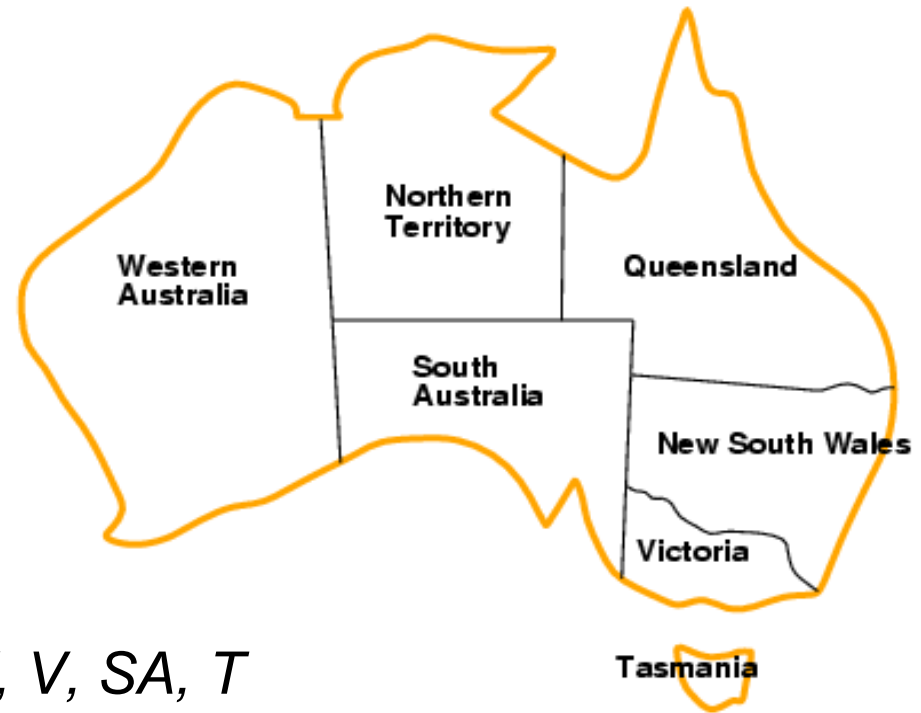 Northern
Territory
Western
Australia
Queensland
South
Australia
New South Wales
Victoria
Tasmania
, V, SA, T